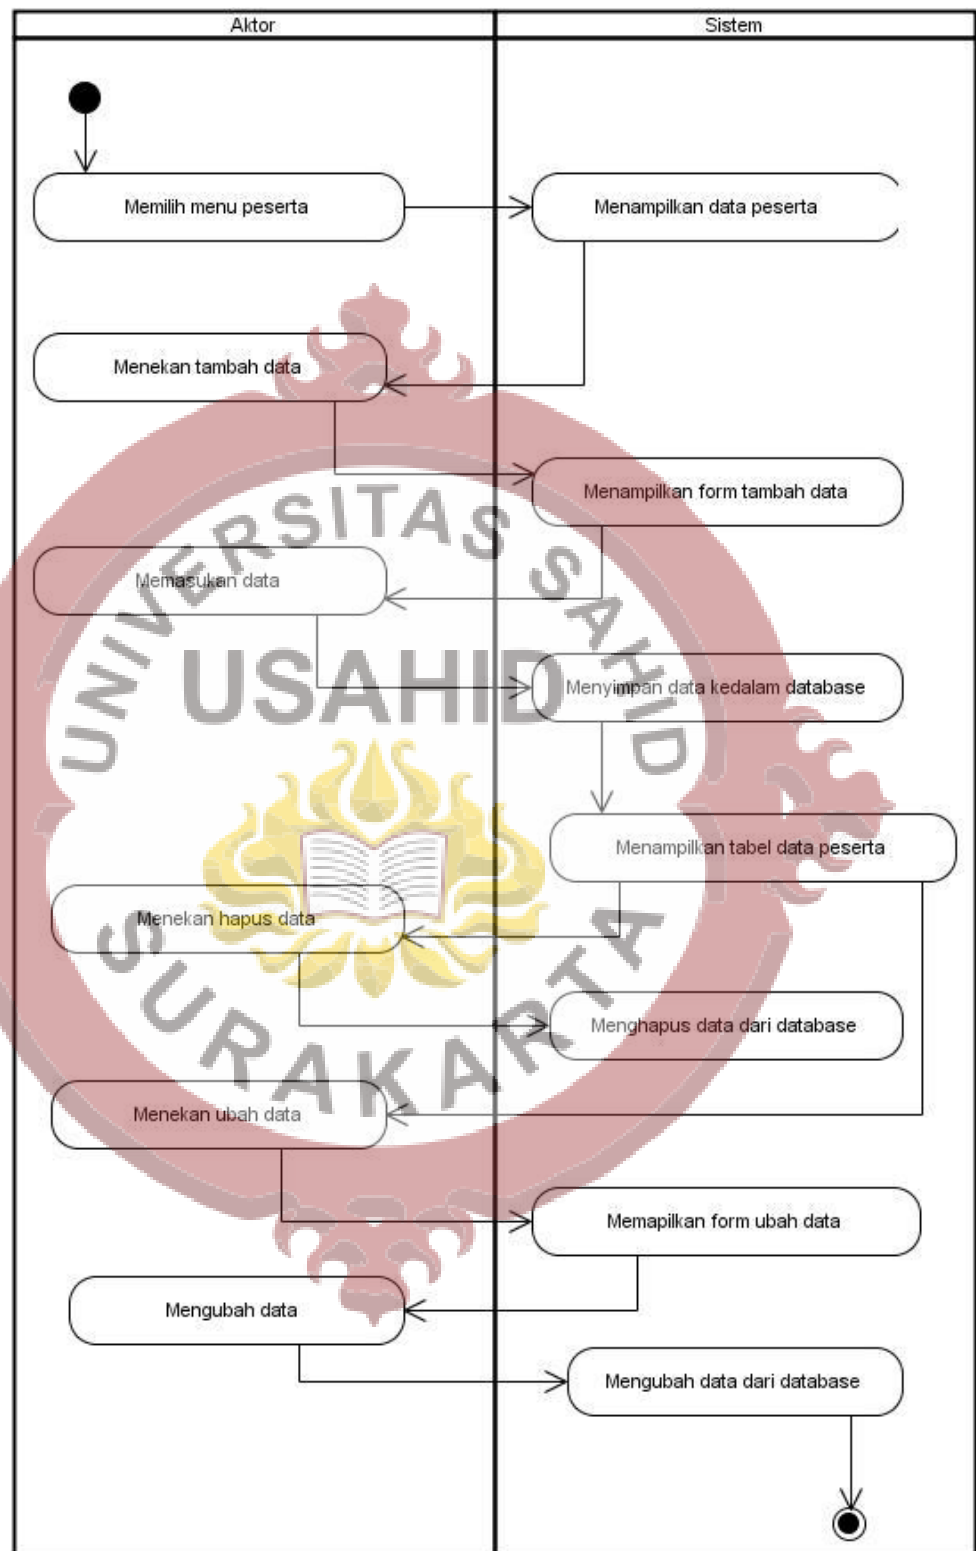 Aktor
Sistem
Memilih menu peserta
Menampilkan data peserta
Menekan tambah data
Menampilkan form tambah data
UNIVERSITAS SAHID
Memasukan data
USAHID
Menyimpan data kedalam database
Menampilkan tabel data peserta
Menekan hapus data
SURAKARTA
Menghapus data dari database
Menekan ubah data
Memapilkan form ubah data
Mengubah data
Mengubah data dari database